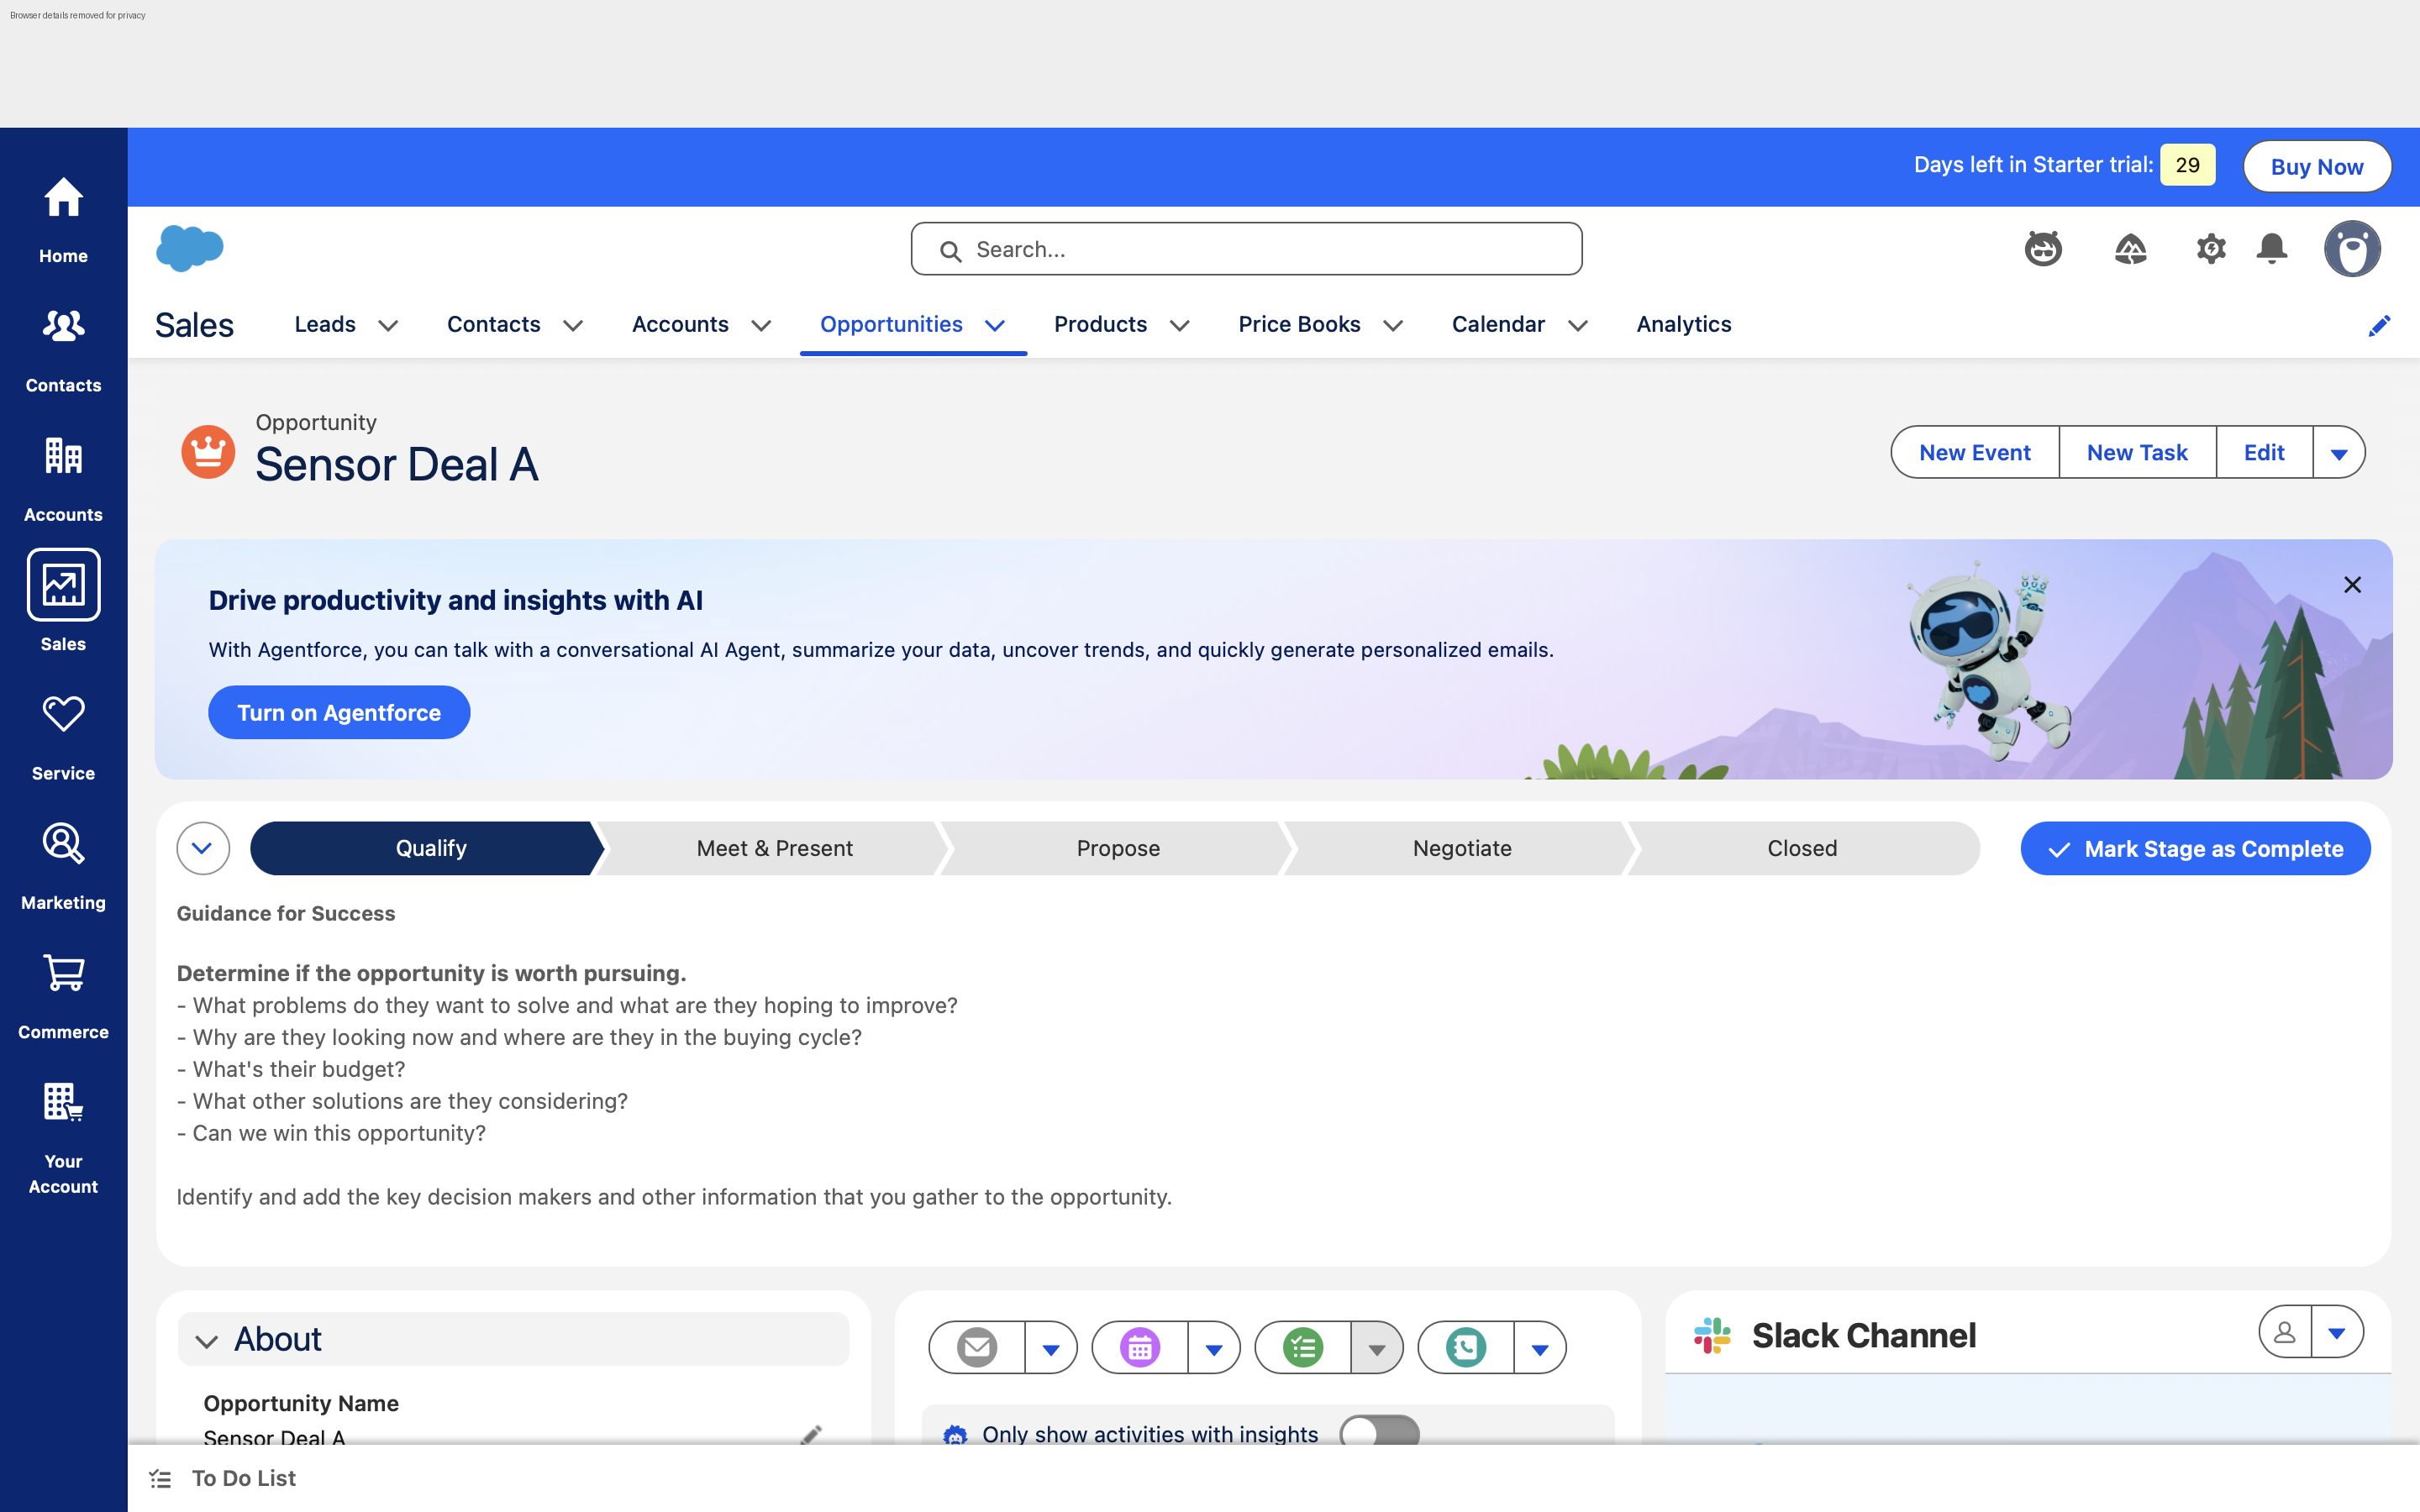 Browser details removed for privacy
Days left in Starter trial: 29
Buy Now
Home
Contacts
Accounts
Sales
Service
Marketing
Commerce
Your
Account
Search...
Sales
Leads
Contacts
Accounts
Opportunities
Products
Price Books
Calendar
Analytics
Opportunity
Sensor Deal A
New Event
New Task
Edit
Drive productivity and insights with AI
With Agentforce, you can talk with a conversational AI Agent, summarize your data, uncover trends, and quickly generate personalized emails.
Turn on Agentforce
Qualify
Meet & Present
Propose
Negotiate
Closed
Mark Stage as Complete
Guidance for Success
Determine if the opportunity is worth pursuing.
- What problems do they want to solve and what are they hoping to improve?
- Why are they looking now and where are they in the buying cycle?
- What's their budget?
- What other solutions are they considering?
- Can we win this opportunity?
Identify and add the key decision makers and other information that you gather to the opportunity.
About
Opportunity Name
Sensor Deal A
Only show activities with insights
Slack Channel
To Do List